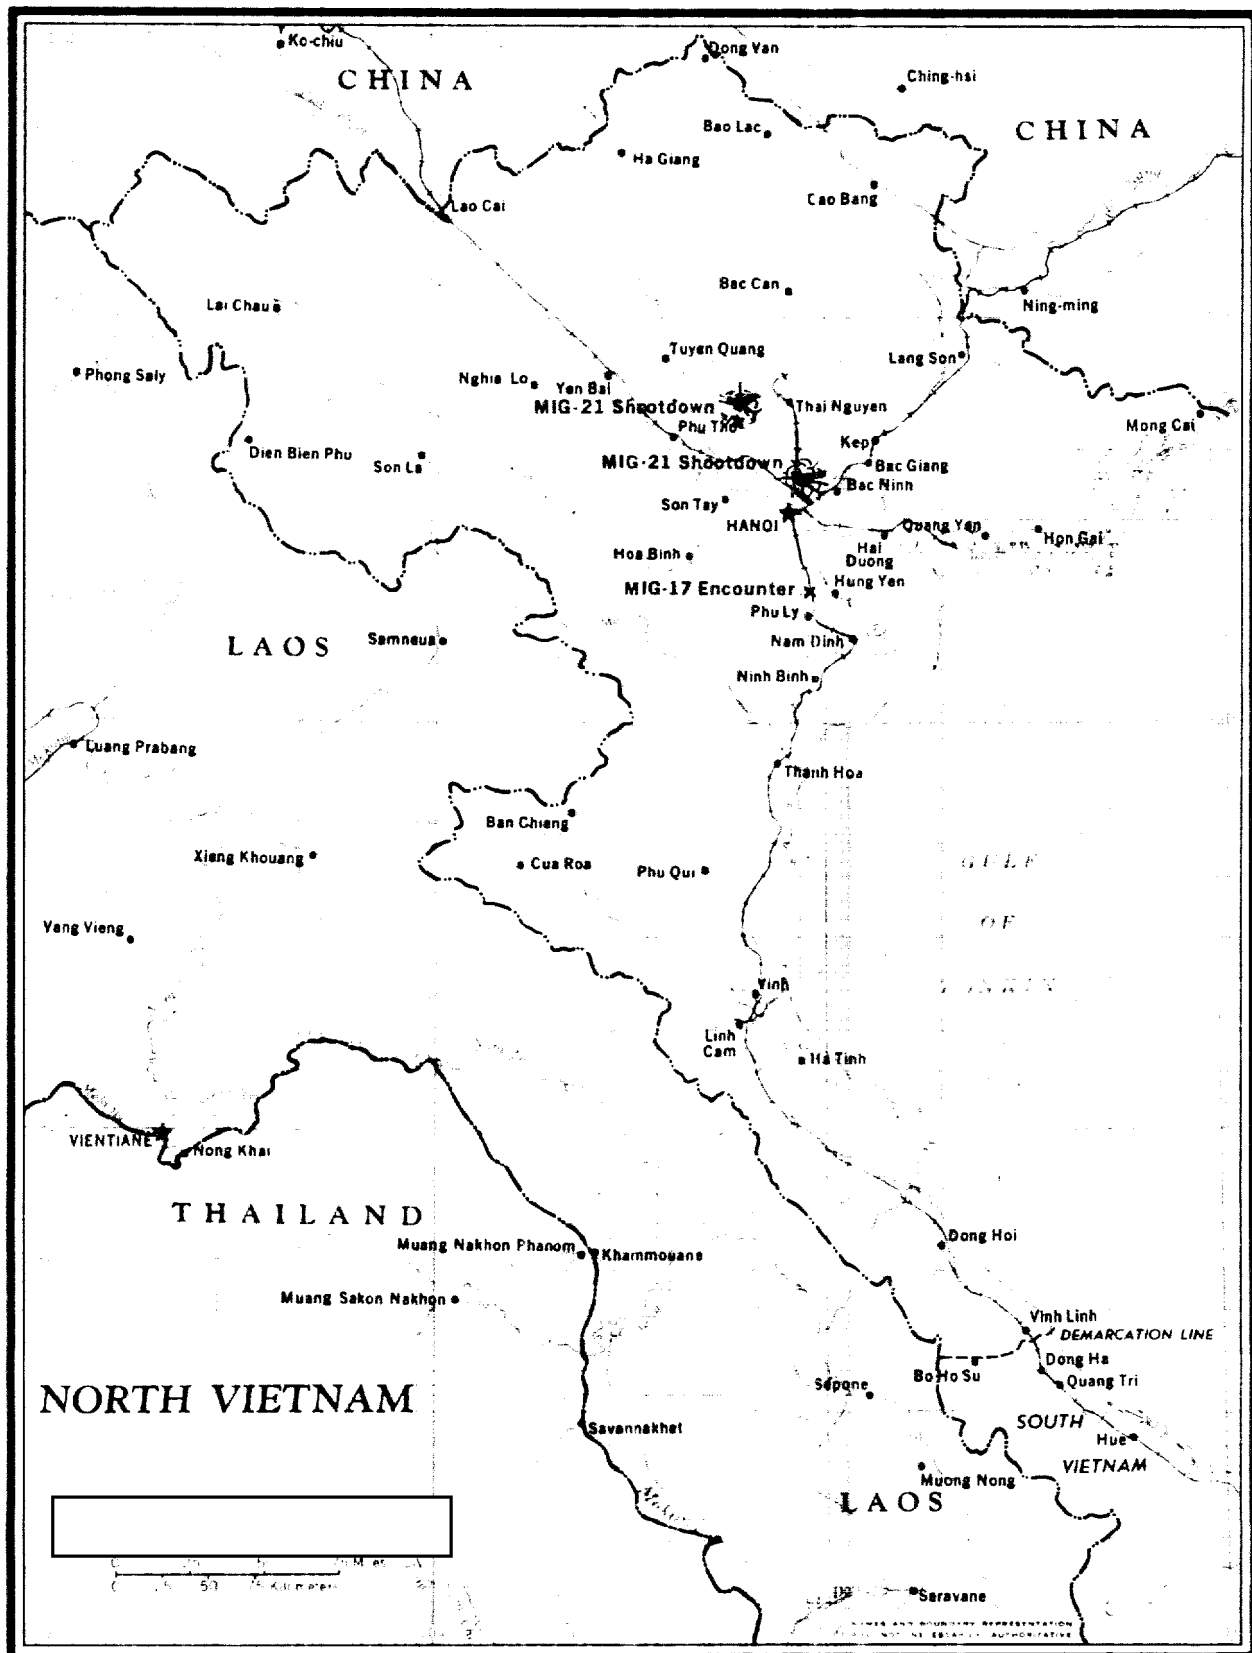 Ko-chiu
Dong Van
CHINA
Ching-hsi
Bao Lac
CHINA
Ha Giang
Cao Bang
Lao Cai
Bac Can
Lai Chau
Ning-ming
Tuyen Quang
Lang Son
Phong Saly
Nghia Lo
Yen Bai
MIG-21 Shootdown
Thai Nguyen
Phu Tho
Mong Cai
Kep
Dien Bien Phu
Son La
MIG-21 Shootdown
Bac Giang
Bac Ninh
Son Tay
HANOI
Quang Yen
Hon Gai
Hai
Duong
Hoa Binh
MIG-17 Encounter
Hung Yen
Phu Ly
LAOS
Samneua
Nam Dinh
Ninh Binh
Luang Prabang
Thanh Hoa
Ban Chiang
Xieng Khouang
Cua Roa
Phu Qui
GULF
OF
Vang Vieng
Vinh
Linh
Cam
Ha Tinh
VIENTIANE
Nong Khai
THAILAND
Dong Hoi
Muang Nakhon Phanom
Khammouane
Muang Sakon Nakhon
Vinh Linh
DEMARCATION LINE
Dong Ha
Bo Ho Su
Quang Tri
Sepone
NORTH VIETNAM
SOUTH
VIETNAM
Hue
Savannakhet
Muong Nong
LAOS
50
Kilometers
Saravane
NAMES AND BOUNDARY REPRESENTATION
AUTHORITATIVE